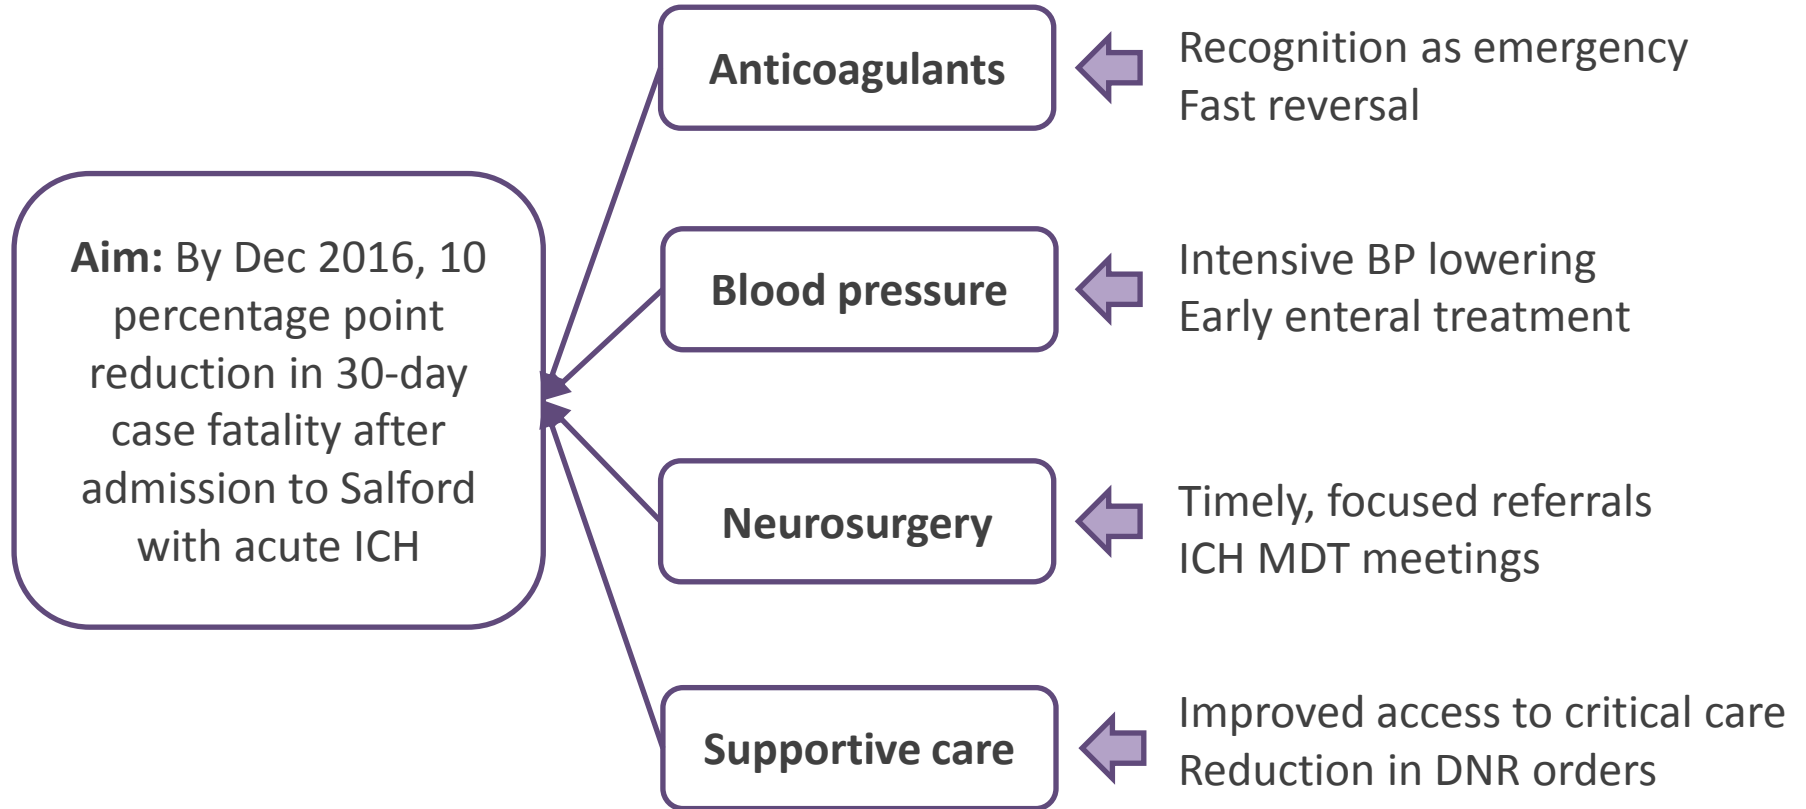 Aim: By Dec 2016, 10
percentage point
reduction in 30-day
case fatality after
admission to Salford
with acute ICH
Anticoagulants
Recognition as emergency
Fast reversal
Blood pressure
Intensive BP lowering
Early enteral treatment
Neurosurgery
Timely, focused referrals
ICH MDT meetings
Supportive care
Improved access to critical care
Reduction in DNR orders